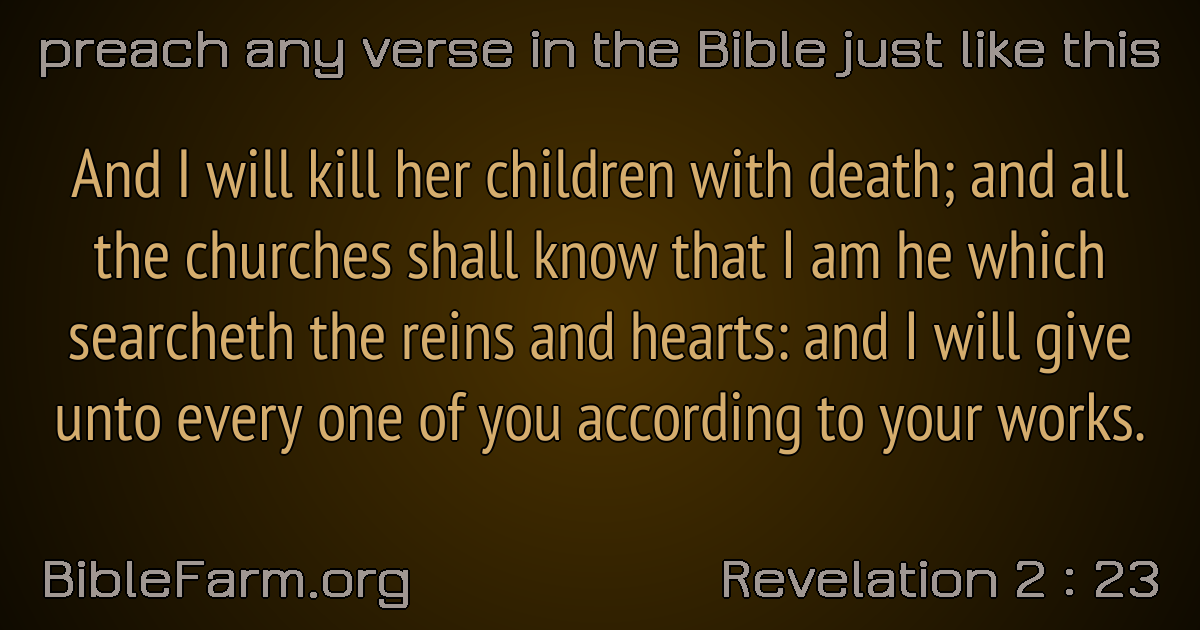 preach any verse in the Bible just like this
And I will kill her children with death; and all
the churches shall know that I am he which
searcheth the reins and hearts: and I will give
unto every one of you according to your works.
BibleFarm.org
Revelation 2 : 23